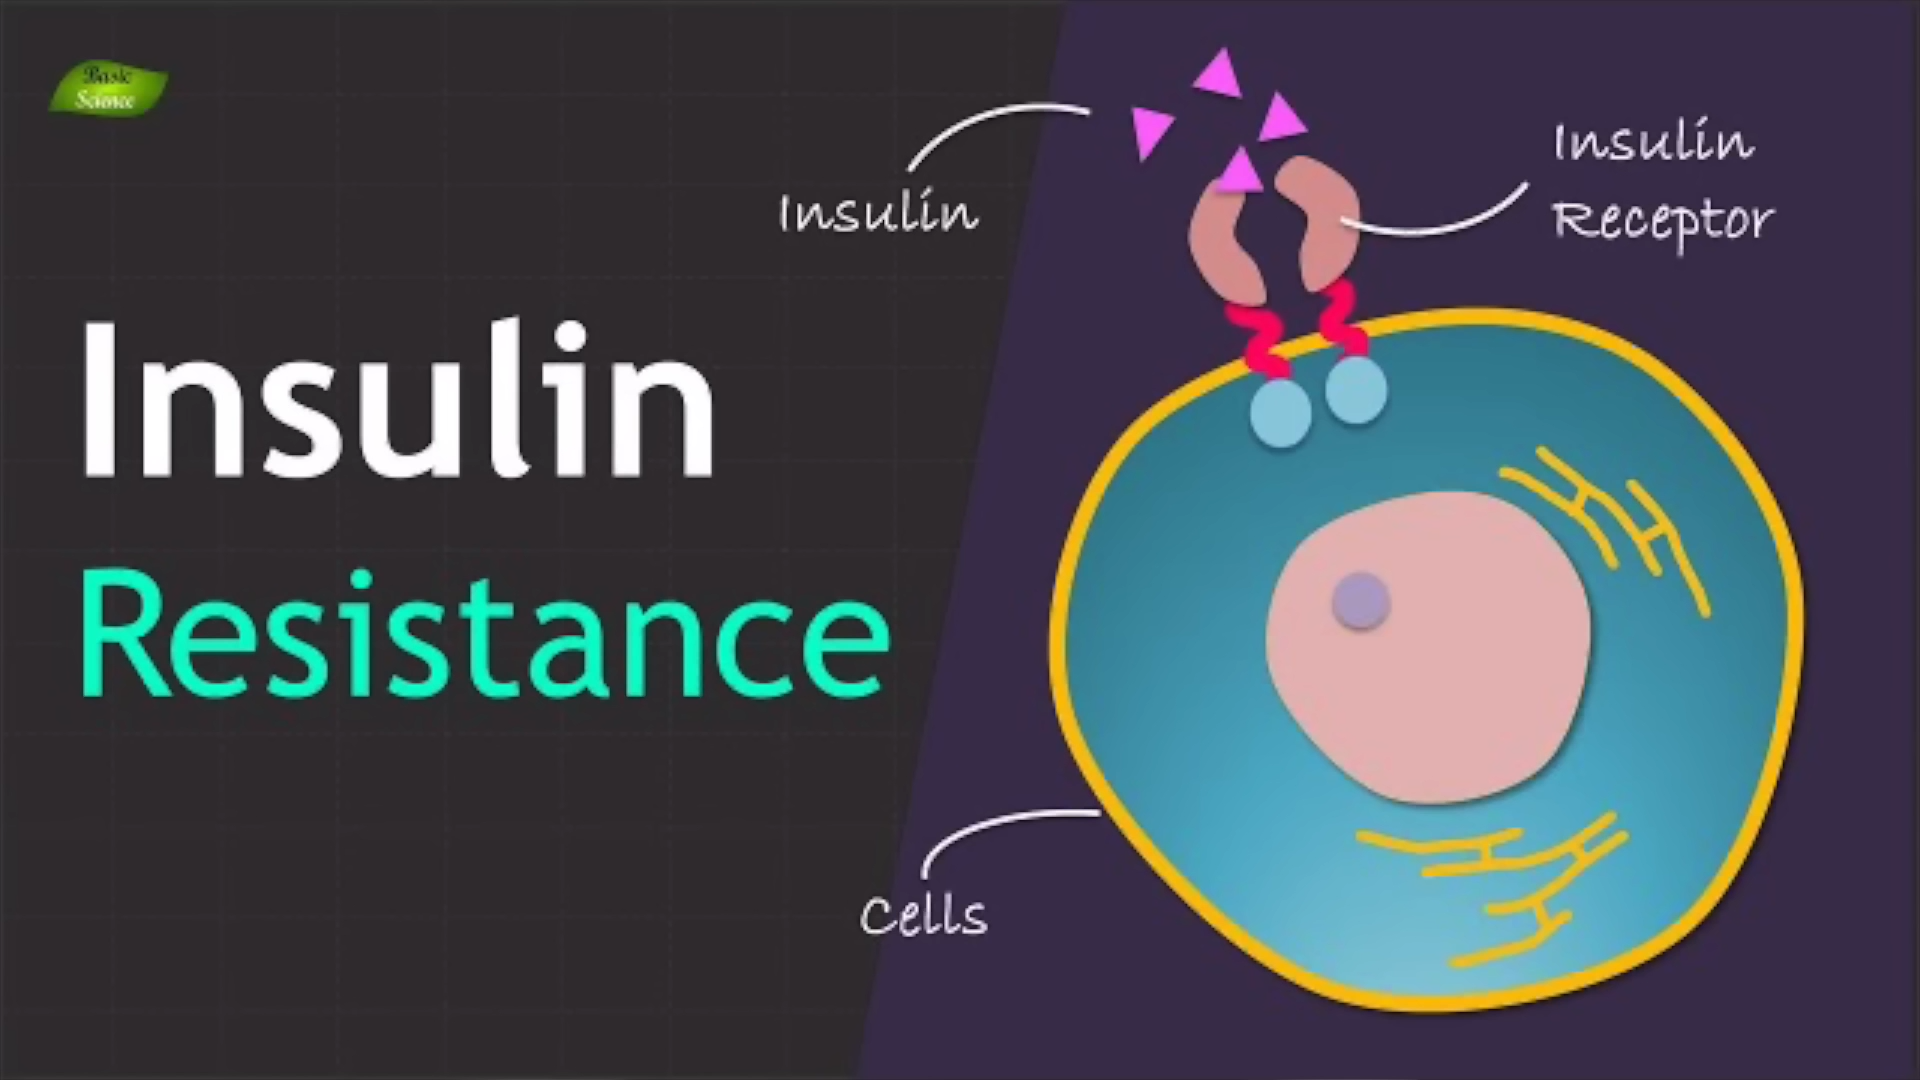 Basic
Science
Insulin
Resistance
Insulin
Insulin
Receptor
Cells